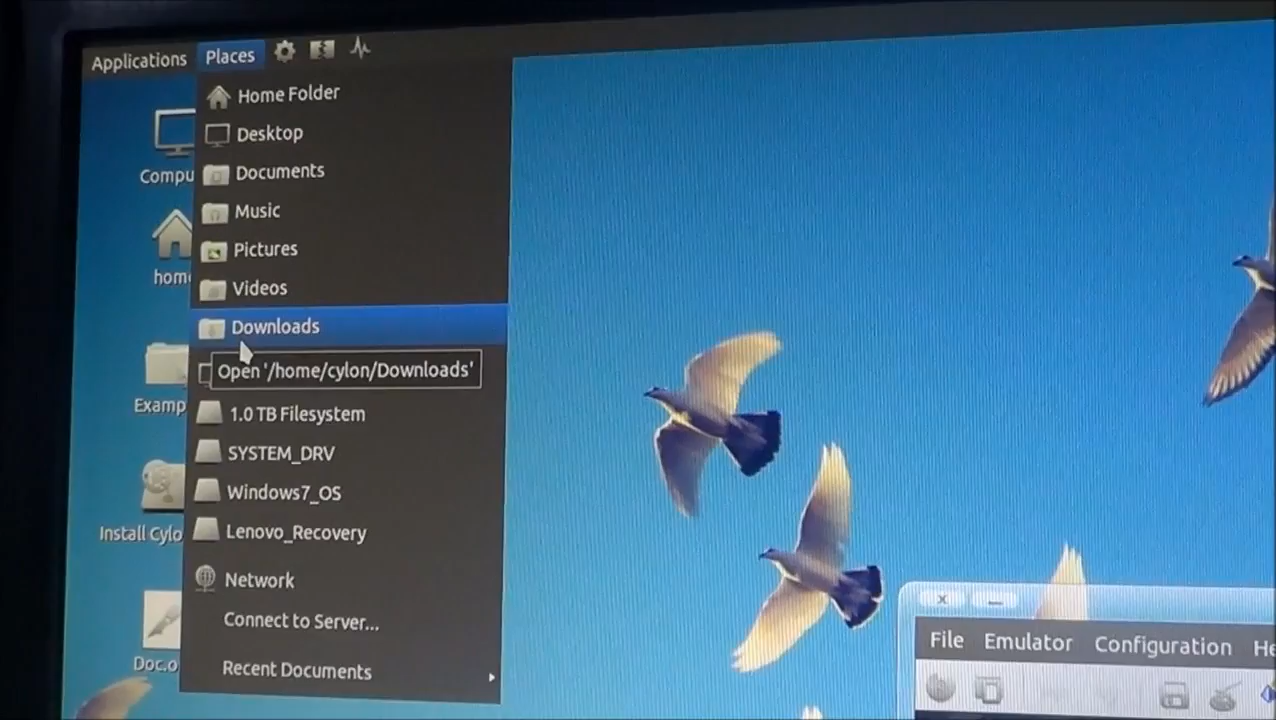 Applications Places
Home Folder
Desktop
Compu
Documents
Music
Pictures
home
Videos
Downloads
Open '/home/cylon/Downloads'
Examp
1.0 TB Filesystem
SYSTEM_DRV
Windows7_OS
Install Cylo
Lenovo_Recovery
Network
Connect to Server...
Doc.o
Recent Documents
File Emulator Configuration He